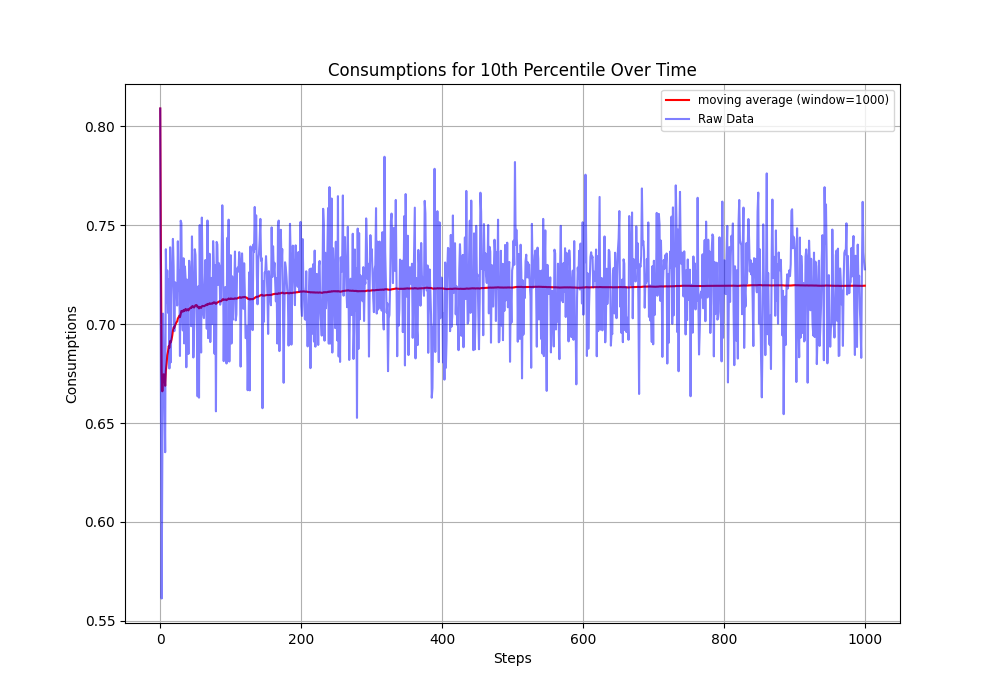 Consumptions for 10th Percentile Over Time
moving average (window=1000)
Raw Data
0.80
0.75
0.70
0.65
0.60
0.55
Consumptions
0 200 400 600 800 1000
Steps